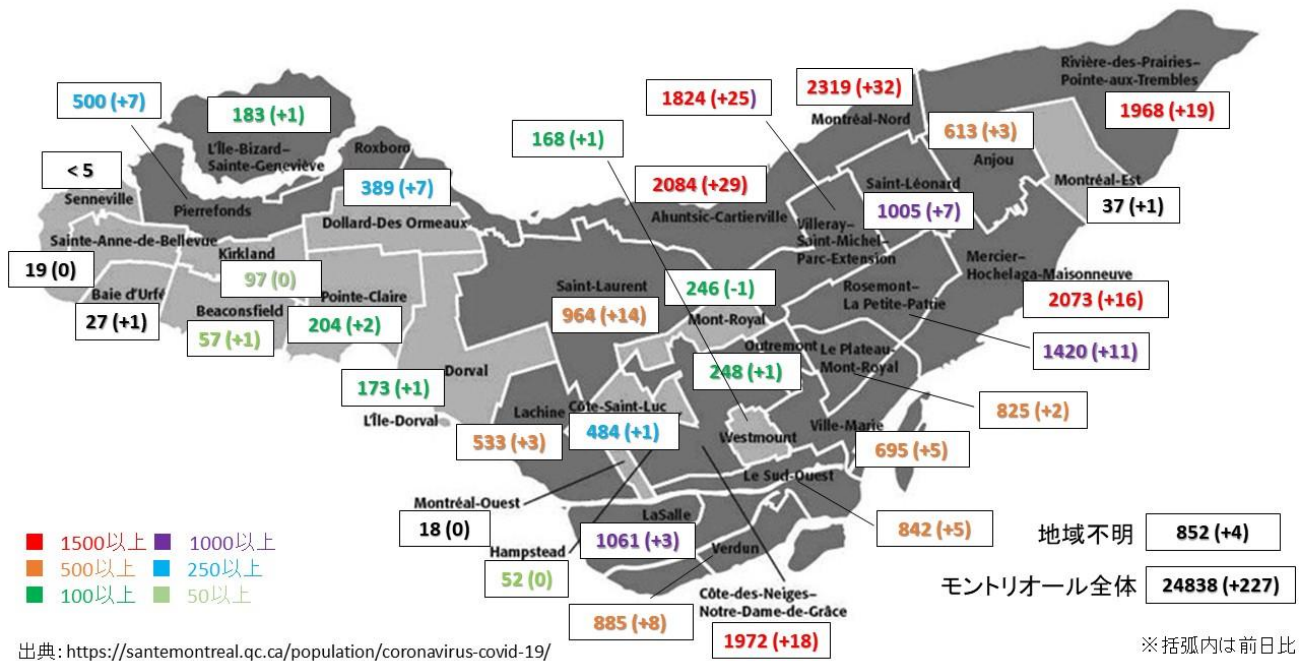 Rivière-des-Prairies–
Pointe-aux-Trembles
1968 (+19)
2319 (+32)
Montréal-Nord
1824 (+25)
500 (+7)
183 (+1)
L'Île-Bizard–
Sainte-Geneviève
Roxboro
168 (+1)
613 (+3)
Anjou
< 5
Senneville
Pierrefonds
389 (+7)
Dollard-Des Ormeaux
2084 (+29)
Ahuntsic-Cartierville
Saint-Léonard
1005 (+7)
Montréal-Est
37 (+1)
Villeray–
Saint-Michel–
Parc-Extension
Sainte-Anne-de-Bellevue
19 (0)
Kirkland
97 (0)
Baie d'Urfé
27 (+1)
Beaconsfield
57 (+1)
Pointe-Claire
204 (+2)
Saint-Laurent
964 (+14)
246 (-1)
Mont-Royal
Rosemont–
La Petite-Patrie
Mercier–
Hochelaga-Maisonneuve
2073 (+16)
1420 (+11)
Outremont
248 (+1)
Le Plateau-
Mont-Royal
825 (+2)
173 (+1)
Dorval
L'Île-Dorval
Lachine
533 (+3)
Côte-Saint-Luc
484 (+1)
Westmount
Ville-Marie
695 (+5)
Le Sud-Ouest
842 (+5)
Montréal-Ouest
18 (0)
Hampstead
52 (0)
LaSalle
1061 (+3)
Verdun
885 (+8)
Côte-des-Neiges–
Notre-Dame-de-Grâce
1972 (+18)
1500以上 1000以上
500以上 250以上
100以上 50以上
地域不明 852 (+4)
モントリオール全体 24838 (+227)
出典: https://santemontreal.qc.ca/population/coronavirus-covid-19/
※括弧内は前日比